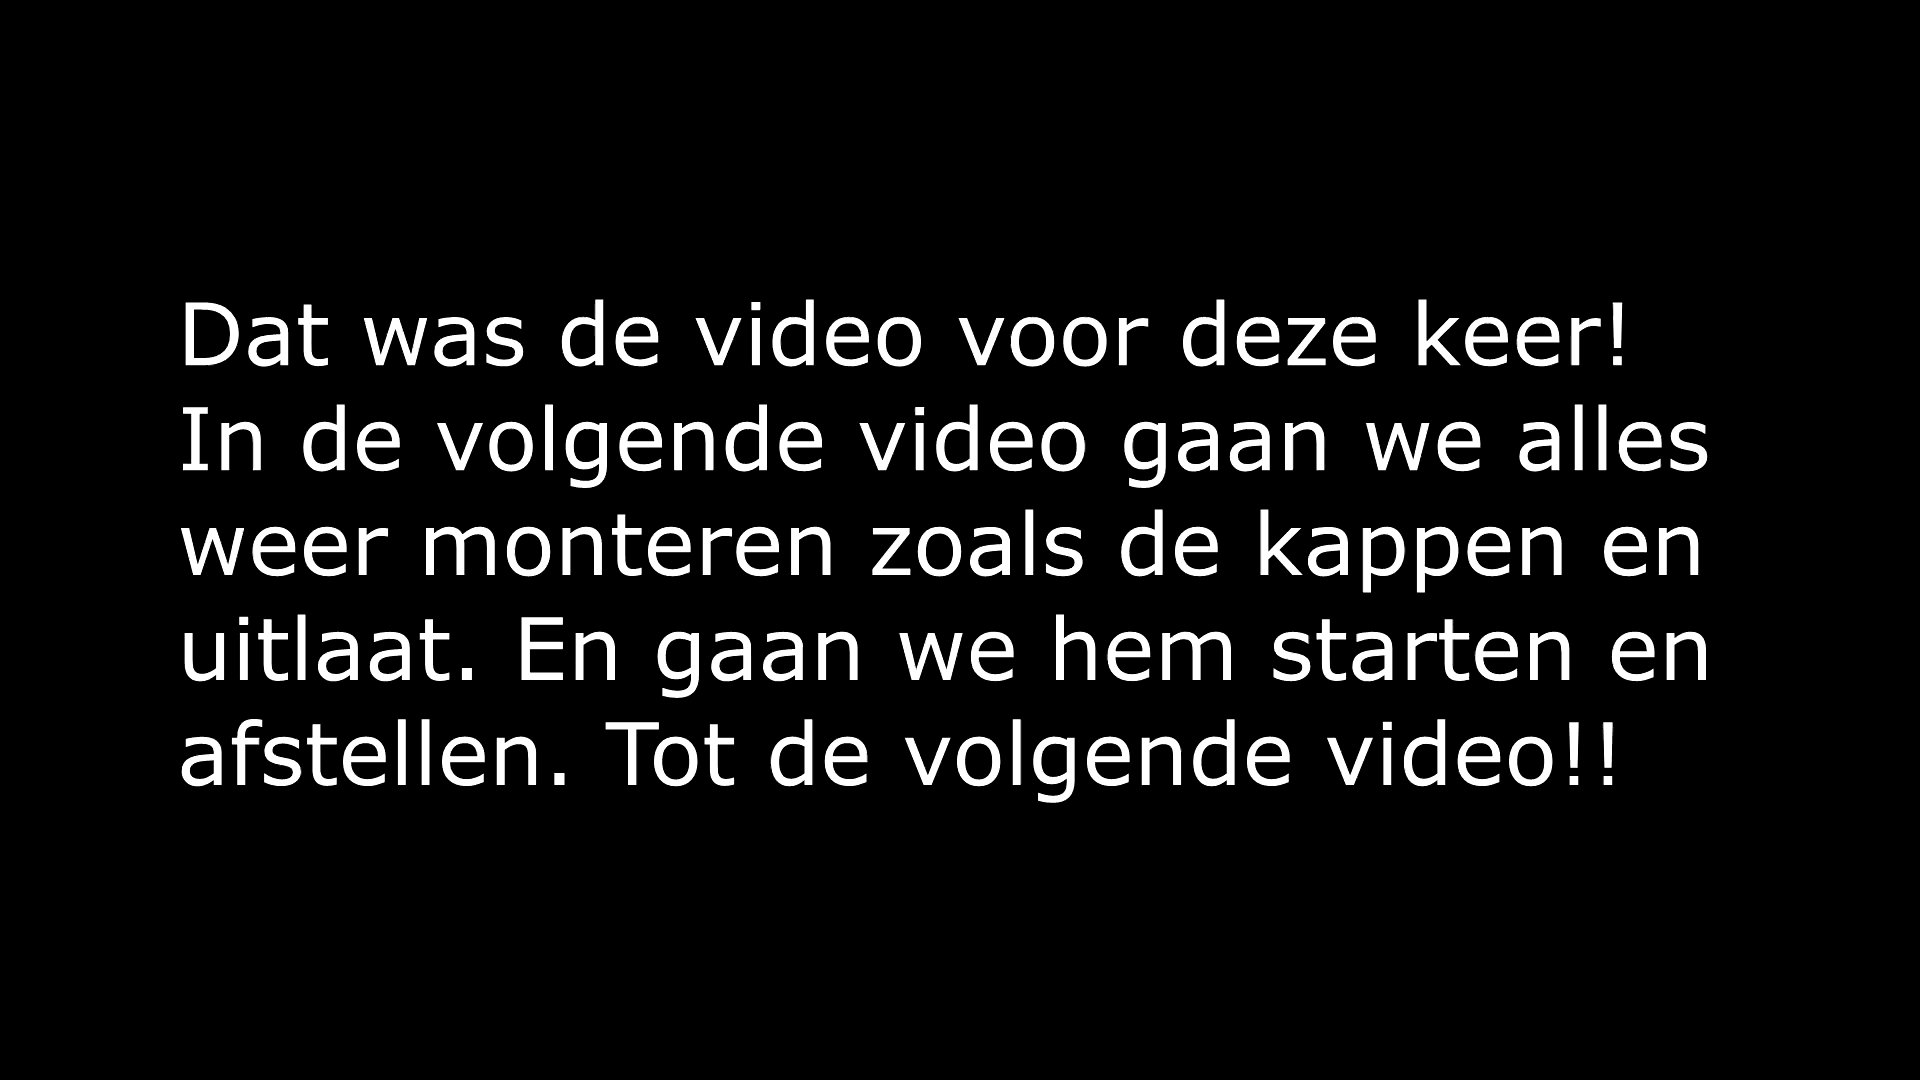 Dat was de video voor deze keer!
In de volgende video gaan we alles
weer monteren zoals de kappen en
uitlaat. En gaan we hem starten en
afstellen. Tot de volgende video!!